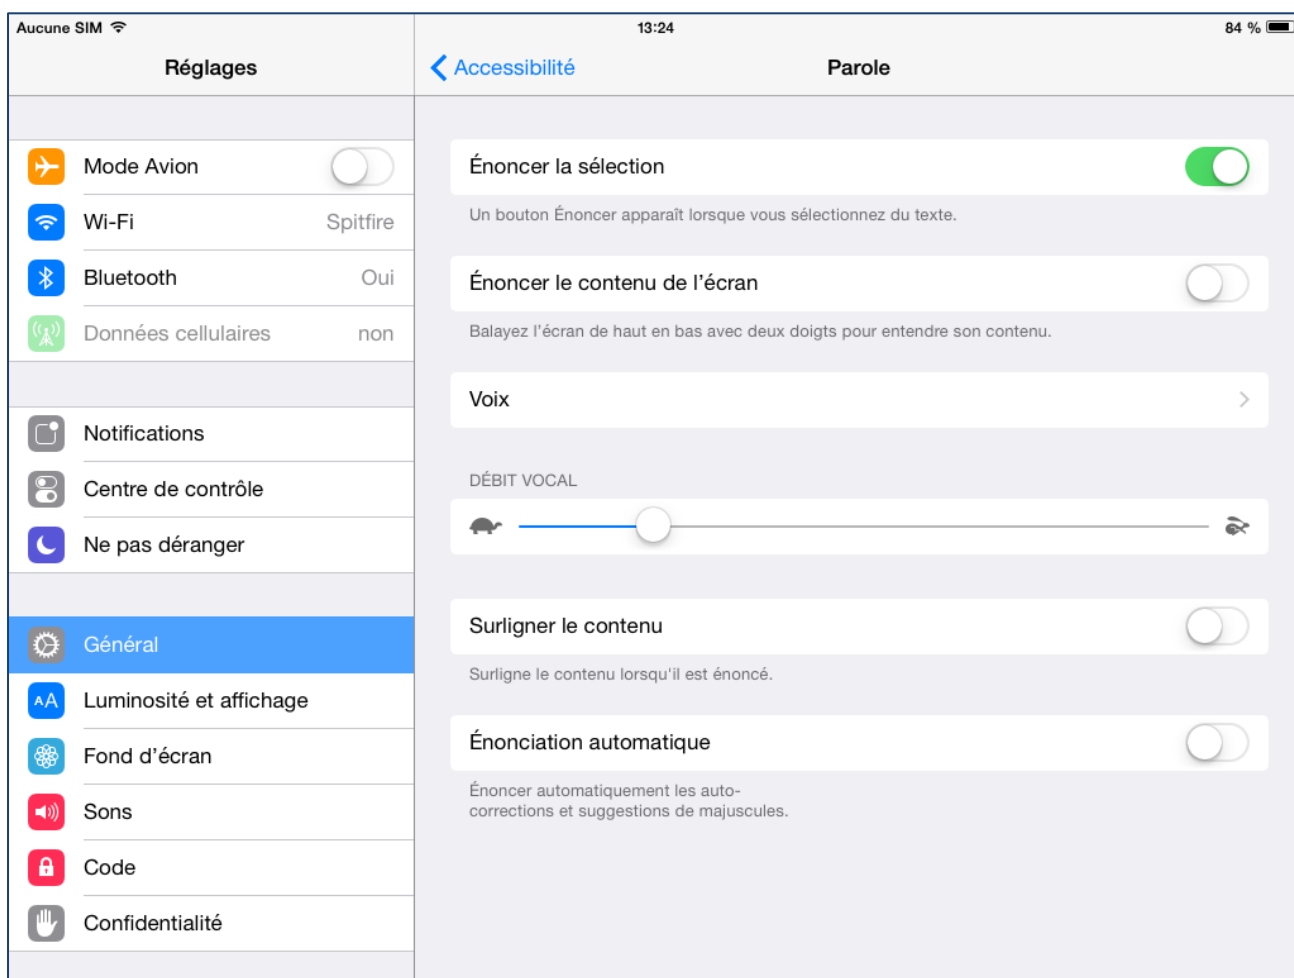 Aucune SIM
13:24
84 %
Réglages
Accessibilité
Parole
Mode Avion
Wi-Fi
Spitfire
Bluetooth
Oui
Données cellulaires
non
Notifications
Centre de contrôle
Ne pas déranger
Général
AA
Luminosité et affichage
Fond d'écran
Sons
Code
Confidentialité
Énoncer la sélection
Un bouton Énoncer apparaît lorsque vous sélectionnez du texte.
Énoncer le contenu de l'écran
Balayez l'écran de haut en bas avec deux doigts pour entendre son contenu.
Voix
DÉBIT VOCAL
Surligner le contenu
Surligne le contenu lorsqu'il est énoncé.
Énonciation automatique
Énoncer automatiquement les auto-
corrections et suggestions de majuscules.